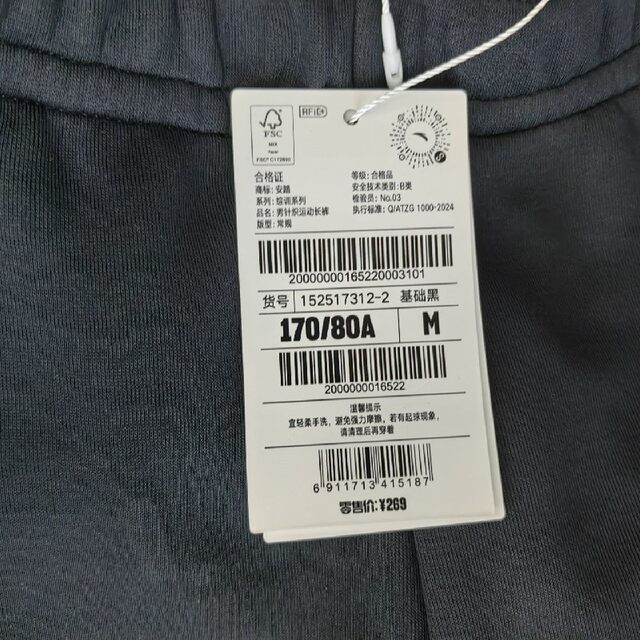 RFID
FSC
MIX
Paper
FSC® C172890
合格证
商标: 安踏
系列: 综训系列
品名: 男针织运动长裤
版型: 常规
等级: 合格品
安全技术类别: B类
检验员: No.03
执行标准: Q/ATZG 1000-2024
20000000165220003101
货号 152517312-2 基础黑
170/80A M
2000000016522
温馨提示
宜轻柔手洗，避免强力摩擦，若有起球现象，
请清理后再穿着
6 911713 415187
零售价: ¥269